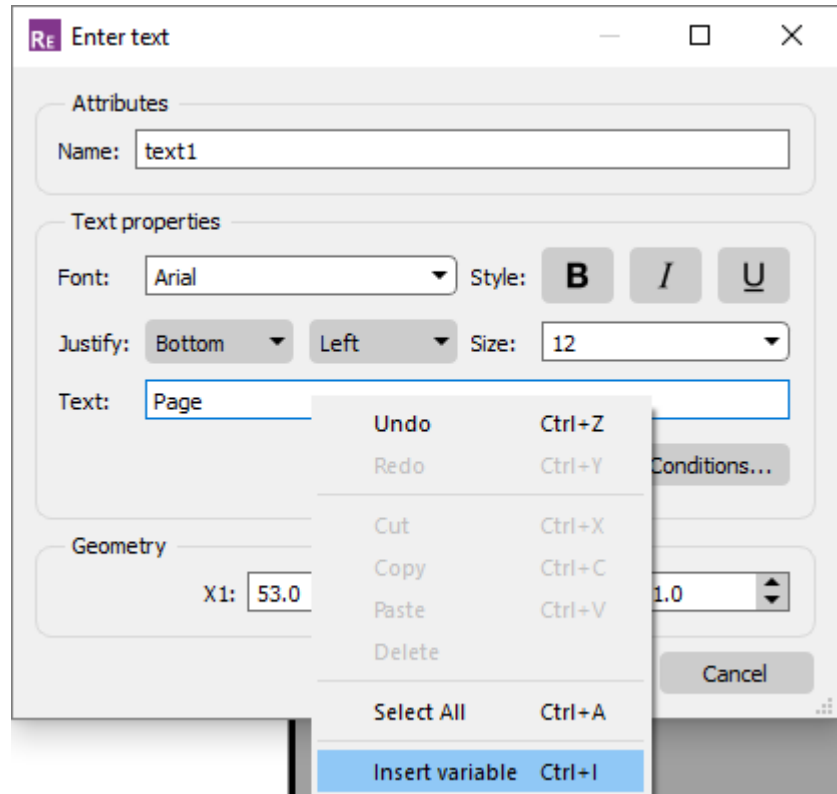 RE Enter text
Attributes
Name: text1
Text properties
Font: Arial Style: B I U
Justify: Bottom Left Size: 12
Text: Page
Undo Ctrl+Z
Redo Ctrl+Y
Conditions...
Cut Ctrl+X
Geometry
Copy Ctrl+C
X1: 53.0 1.0
Paste Ctrl+V
Delete
Cancel
Select All Ctrl+A
Insert variable Ctrl+I